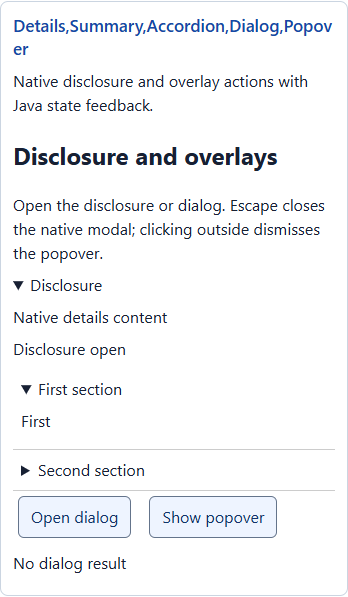 Details,Summary,Accordion,Dialog,Popov
er
Native disclosure and overlay actions with
Java state feedback.
Disclosure and overlays
Open the disclosure or dialog. Escape closes
the native modal; clicking outside dismisses
the popover.
▼ Disclosure
Native details content
Disclosure open
▼ First section
First
▶ Second section
Open dialog Show popover
No dialog result